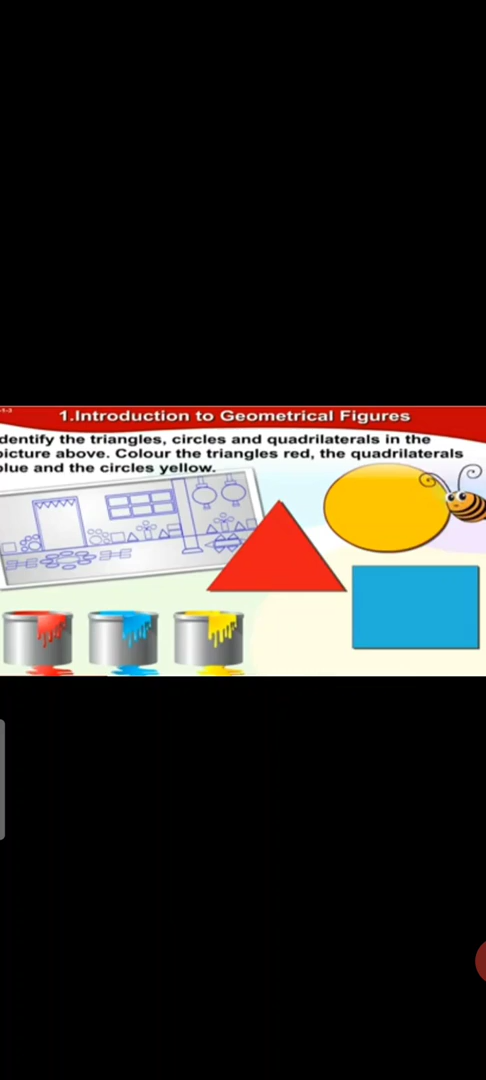 1.Introduction to Geometrical Figures
dentify the triangles, circles and quadrilaterals in the
picture above. Colour the triangles red, the quadrilaterals
blue and the circles yellow.